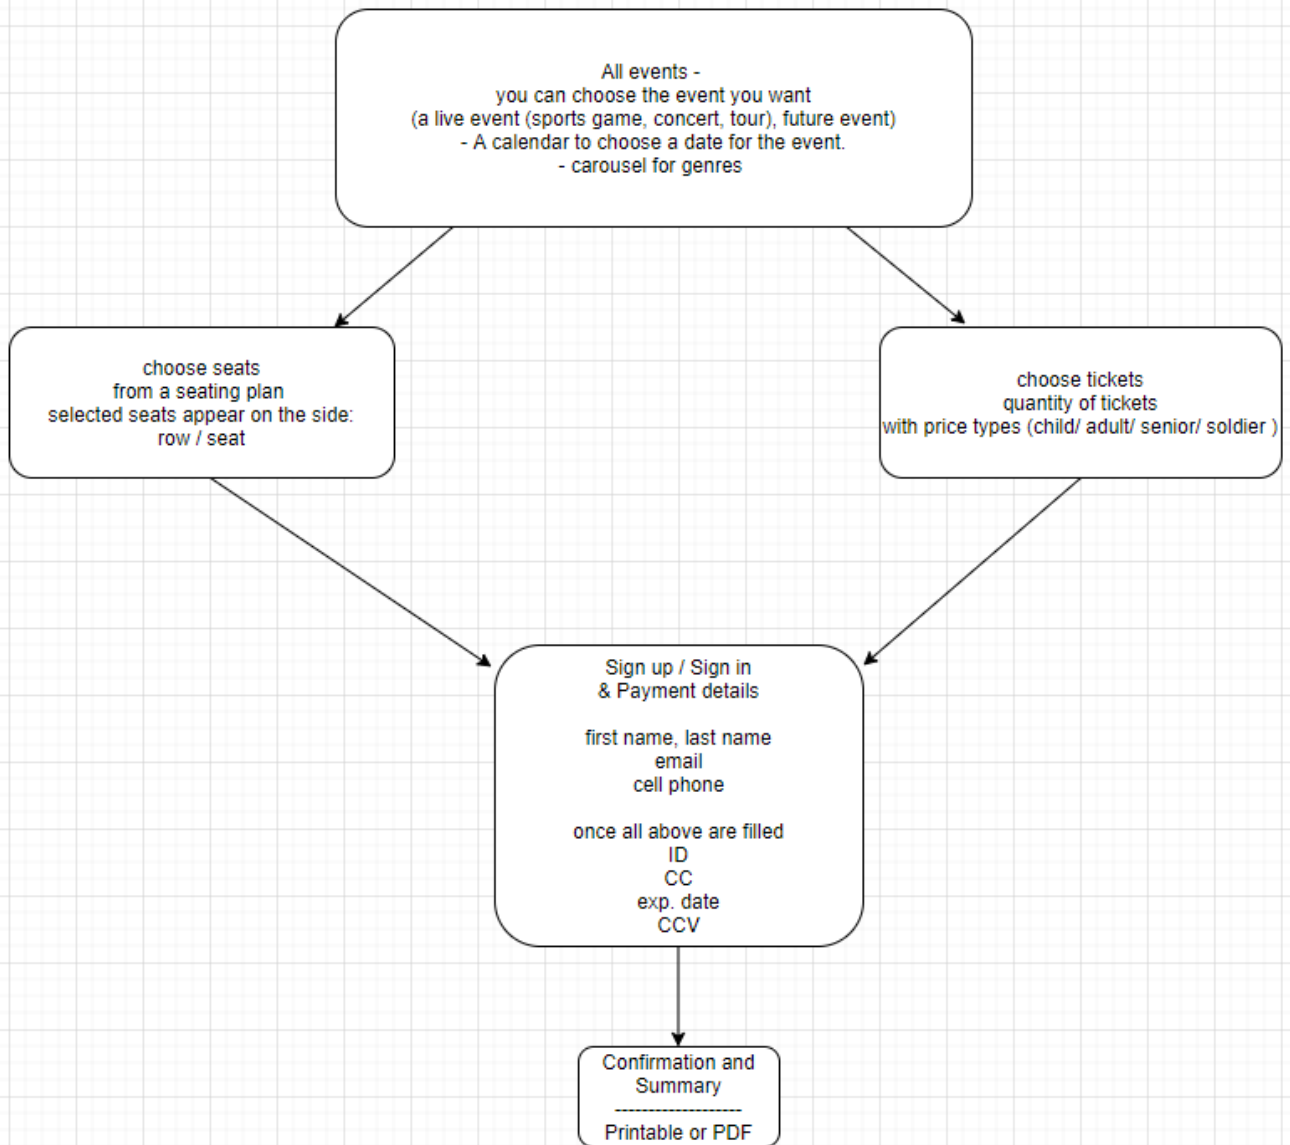 All events -
you can choose the event you want
(a live event (sports game, concert, tour), future event)
- A calendar to choose a date for the event.
- carousel for genres
choose seats
from a seating plan
selected seats appear on the side:
row / seat
choose tickets
quantity of tickets
with price types (child/ adult/ senior/ soldier )
Sign up / Sign in
& Payment details
first name, last name
email
cell phone
once all above are filled
ID
CC
exp. date
CCV
Confirmation and
Summary
-------------------
Printable or PDF